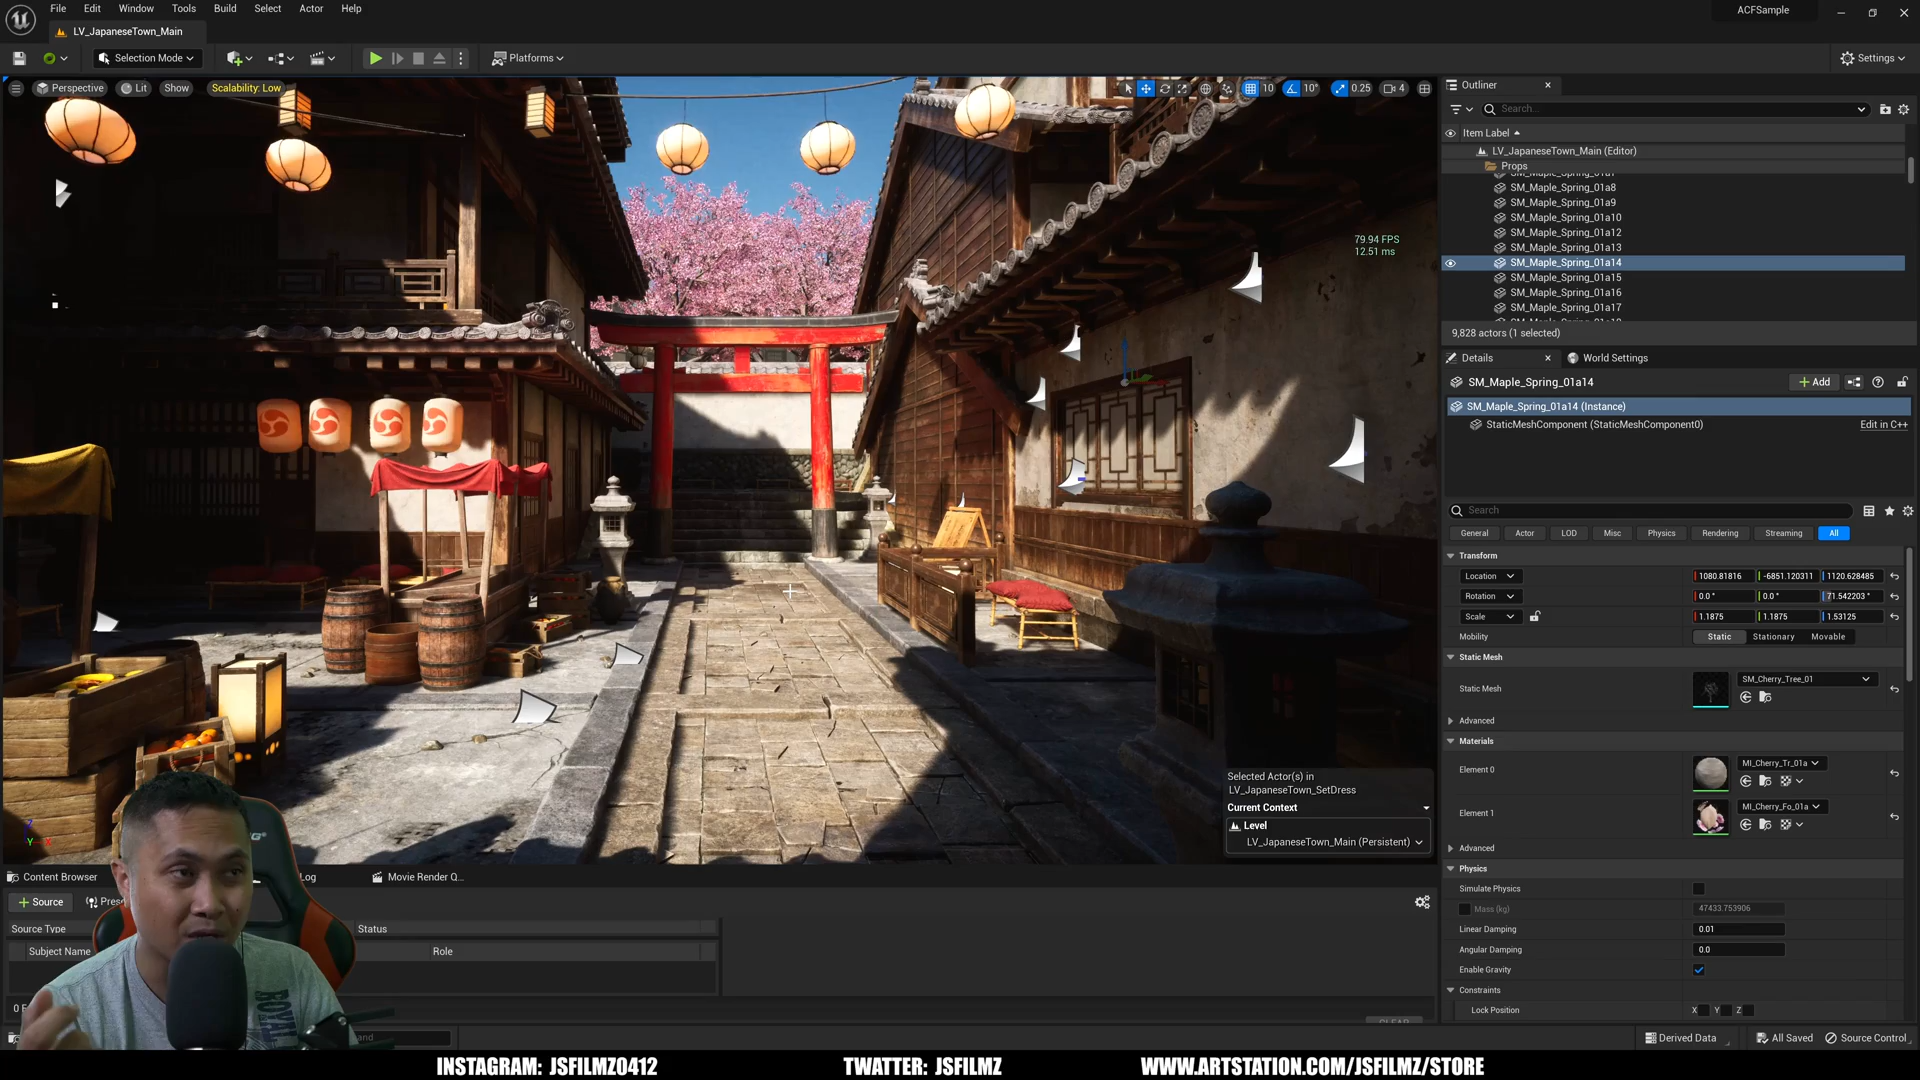 File Edit Window Tools Build Select Actor Help
ACFSample
LV_JapaneseTown_Main
Selection Mode
Platforms
Settings
Perspective
Lit
Show
Scalability: Low
10
10°
0.25
4
79.94 FPS
12.51 ms
Selected Actor(s) in
LV_JapaneseTown_SetDress
Current Context
Level
LV_JapaneseTown_Main (Persistent)
Outliner
Search...
Item Label
LV_JapaneseTown_Main (Editor)
Props
SM_Maple_Spring_01a8
SM_Maple_Spring_01a9
SM_Maple_Spring_01a10
SM_Maple_Spring_01a12
SM_Maple_Spring_01a13
SM_Maple_Spring_01a14
SM_Maple_Spring_01a15
SM_Maple_Spring_01a16
SM_Maple_Spring_01a17
9,828 actors (1 selected)
Details
World Settings
SM_Maple_Spring_01a14
Add
SM_Maple_Spring_01a14 (Instance)
StaticMeshComponent (StaticMeshComponent0)
Edit in C++
Search
General Actor LOD Misc Physics Rendering Streaming All
Transform
Location 1080.81816 -6851.120311 1120.628485
Rotation 0.0° 0.0° 71.542203°
Scale 1.1875 1.1875 1.53125
Mobility Static Stationary Movable
Static Mesh
Static Mesh SM_Cherry_Tree_01
Advanced
Materials
Element 0 MI_Cherry_Tr_01a
Element 1 MI_Cherry_Fo_01a
Advanced
Physics
Simulate Physics
Mass (kg) 47433.753906
Linear Damping 0.01
Angular Damping 0.0
Enable Gravity
Constraints
Lock Position X Y Z
Content Browser
Log
Movie Render Q...
Source
Source Type
Status
Subject Name
Role
CLEAR
Derived Data
All Saved
Source Control
INSTAGRAM: JSFILMZ0412
TWATTER: JSFILMZ
WWW.ARTSTATION.COM/JSFILMZ/STORE